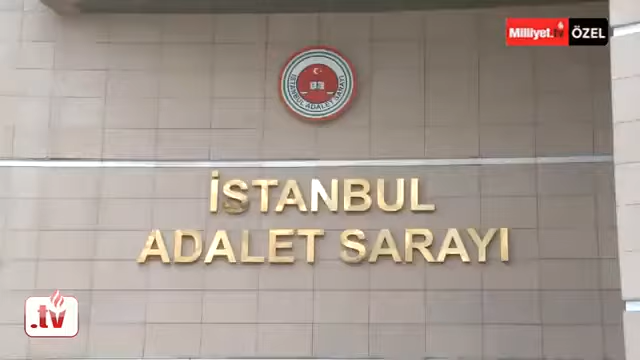 Milliyet.tv ÖZEL
İSTANBUL ADALET SARAYI
İSTANBUL
ADALET SARAYI
.tv